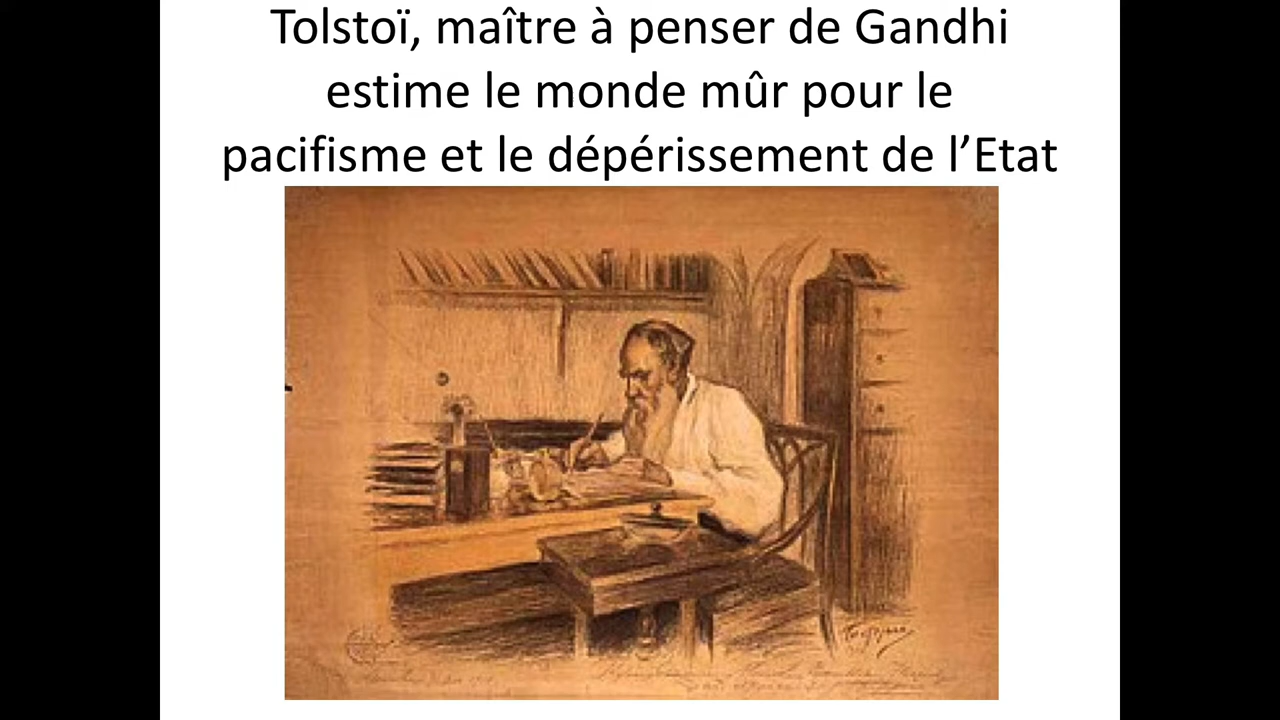 Tolstoï, maître à penser de Gandhi
estime le monde mûr pour le
pacifisme et le dépérissement de l’Etat